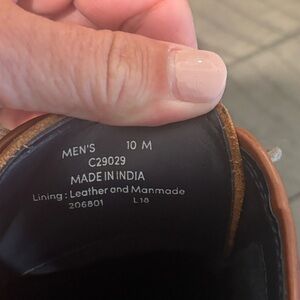 MEN'S 10 M
C29029
MADE IN INDIA
Lining: Leather and Manmade
206801 L18